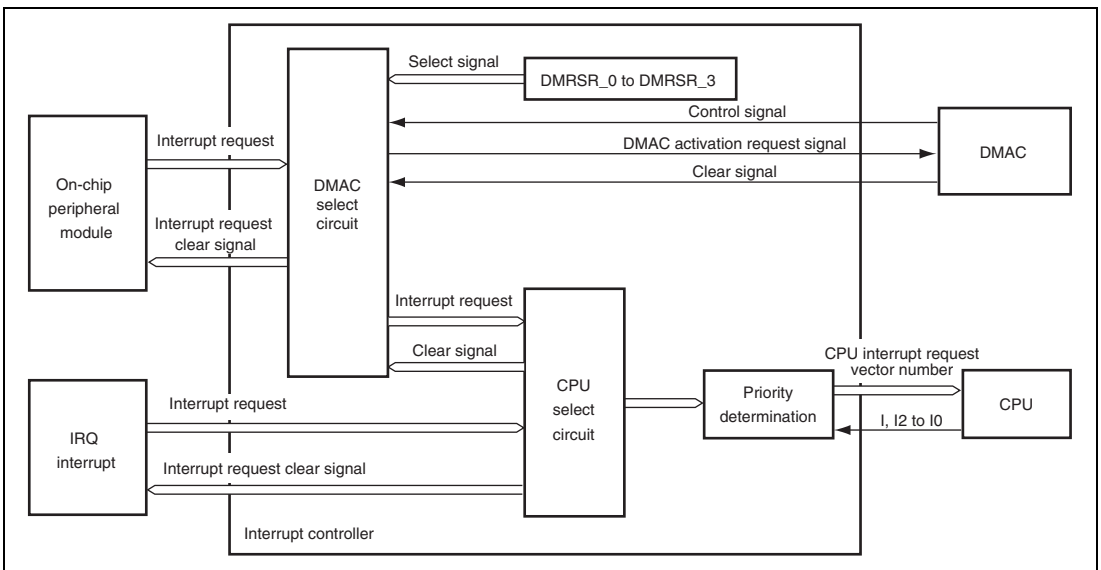 Select signal
DMRSR_0 to DMRSR_3
Control signal
Interrupt request
DMAC activation request signal
DMAC
On-chip
peripheral
module
Clear signal
DMAC
select
circuit
Interrupt request
clear signal
Interrupt request
Clear signal
CPU interrupt request
vector number
CPU
select
circuit
Priority
determination
CPU
Interrupt request
I, I2 to I0
IRQ
interrupt
Interrupt request clear signal
Interrupt controller